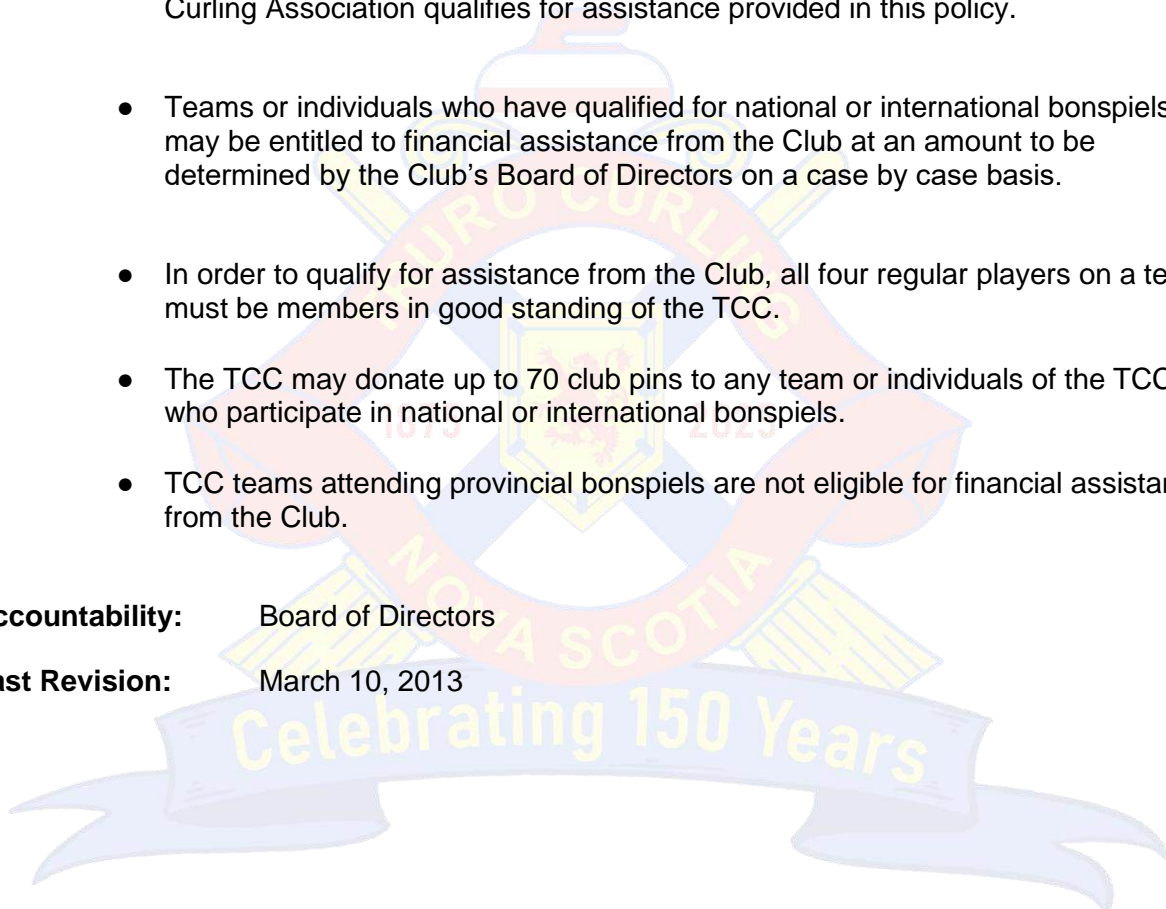 Curling Association qualifies for assistance provided in this policy.
● Teams or individuals who have qualified for national or international bonspiels
may be entitled to financial assistance from the Club at an amount to be
determined by the Club's Board of Directors on a case by case basis.
● In order to qualify for assistance from the Club, all four regular players on a te
must be members in good standing of the TCC.
● The TCC may donate up to 70 club pins to any team or individuals of the TCC
who participate in national or international bonspiels.
● TCC teams attending provincial bonspiels are not eligible for financial assistan
from the Club.
ccountability: Board of Directors
ast Revision: March 10, 2013
TRURO CURLING
1875 2025
NOVA SCOTIA
Celebrating 150 Years